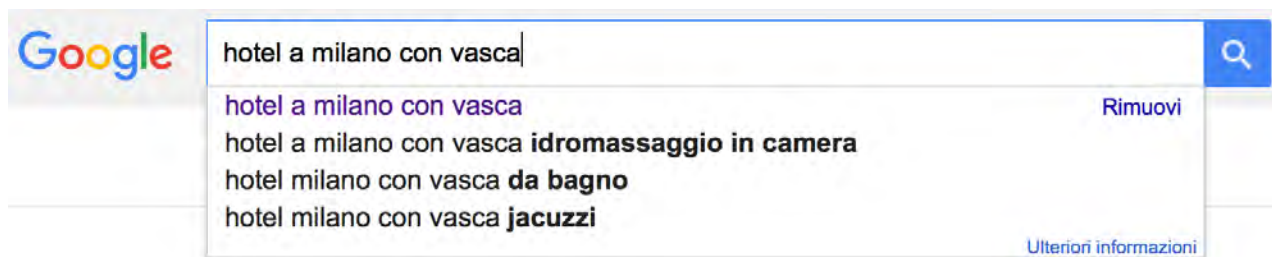 Google hotel a milano con vasca
hotel a milano con vasca Rimuovi
hotel a milano con vasca idromassaggio in camera
hotel milano con vasca da bagno
hotel milano con vasca jacuzzi
Ulteriori informazioni